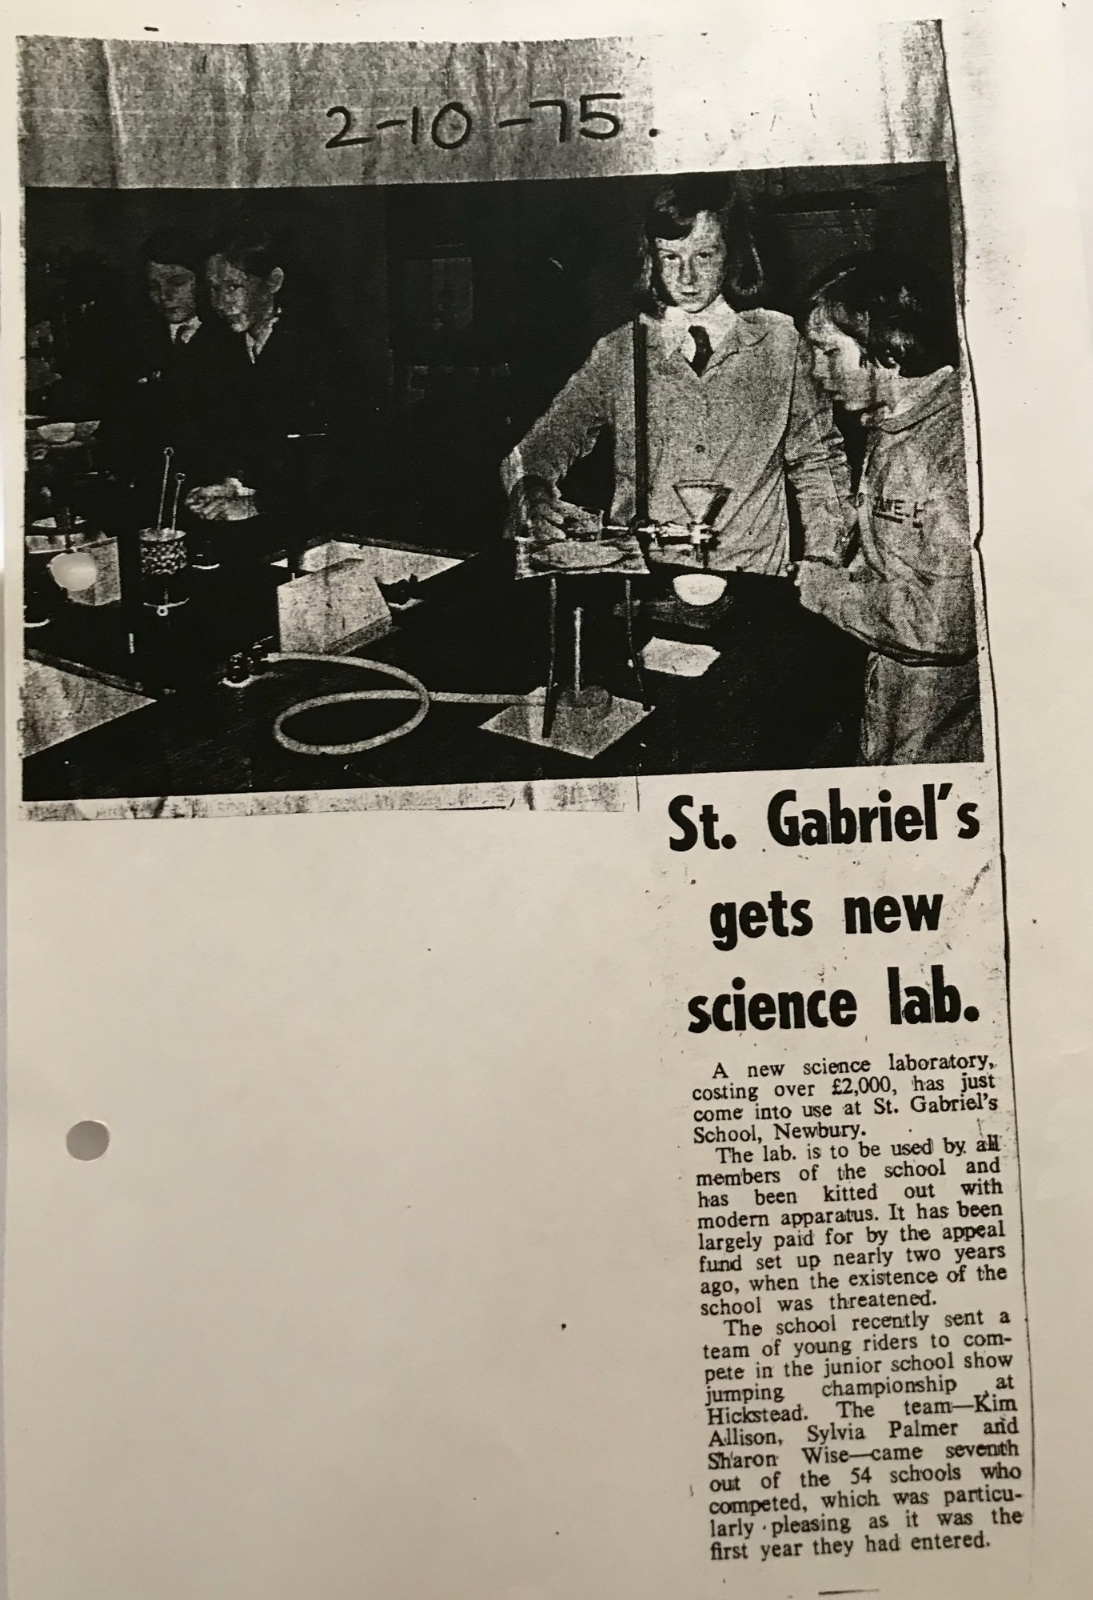 2-10-75.
St. Gabriel's
gets new
science lab.
A new science laboratory,
costing over £2,000, has just
come into use at St. Gabriel's
School, Newbury.
The lab. is to be used by all
members of the school and
has been kitted out with
modern apparatus. It has been
largely paid for by the appeal
fund set up nearly two years
ago, when the existence of the
school was threatened.
The school recently sent a
team of young riders to com-
pete in the junior school show
jumping championship at
Hickstead. The team—Kim
Allison, Sylvia Palmer and
Sharon Wise—came seventh
out of the 54 schools who
competed, which was particu-
larly pleasing as it was the
first year they had entered.